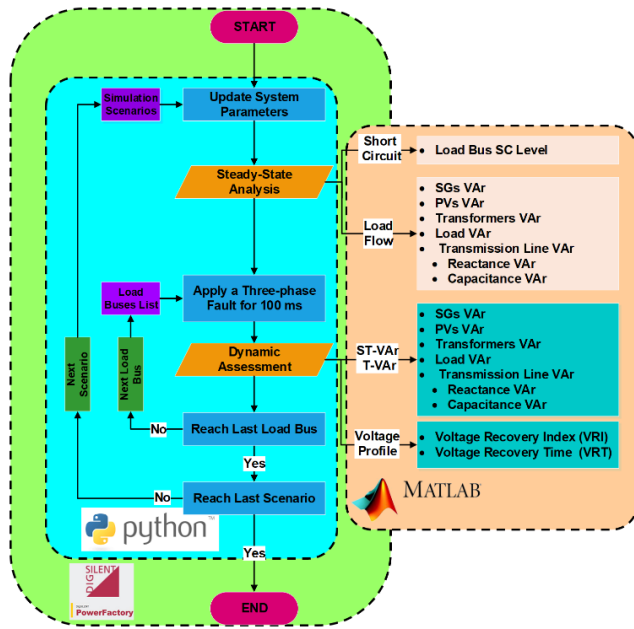 START
Simulation
Scenarios
Update System
Parameters
Steady-State
Analysis
Short
Circuit
• Load Bus SC Level
Load
Flow
• SGs VAr
• PVs VAr
• Transformers VAr
• Load VAr
• Transmission Line VAr
• Reactance VAr
• Capacitance VAr
Load
Buses List
Apply a Three-phase
Fault for 100 ms
Dynamic
Assessment
ST-VAr
T-VAr
• SGs VAr
• PVs VAr
• Transformers VAr
• Load VAr
• Transmission Line VAr
• Reactance VAr
• Capacitance VAr
Next
Scenario
Next Load
Bus
No
Reach Last Load Bus
Voltage
Profile
• Voltage Recovery Index (VRI)
• Voltage Recovery Time (VRT)
Yes
No
Reach Last Scenario
MATLAB
python™
Yes
DIgSILENT
PowerFactory
END